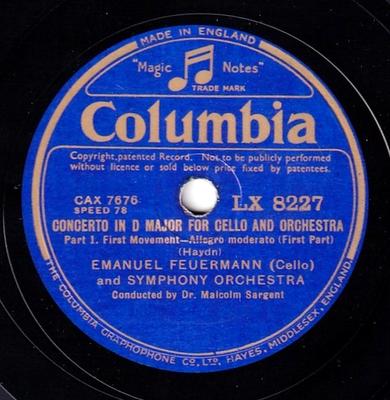 MADE IN ENGLAND
"Magic Notes"
TRADE MARK
Columbia
Copyright, patented Record. Not to be publicly performed
without licence or sold below price fixed by patentees.
CAX 7676
SPEED 78
LX 8227
CONCERTO IN D MAJOR FOR CELLO AND ORCHESTRA
Part 1. First Movement—Allegro moderato (First Part)
(Haydn)
EMANUEL FEUERMANN (Cello)
and SYMPHONY ORCHESTRA
Conducted by Dr. Malcolm Sargent
THE COLUMBIA GRAPHOPHONE CO., LTD., HAYES, MIDDLESEX, ENGLAND.